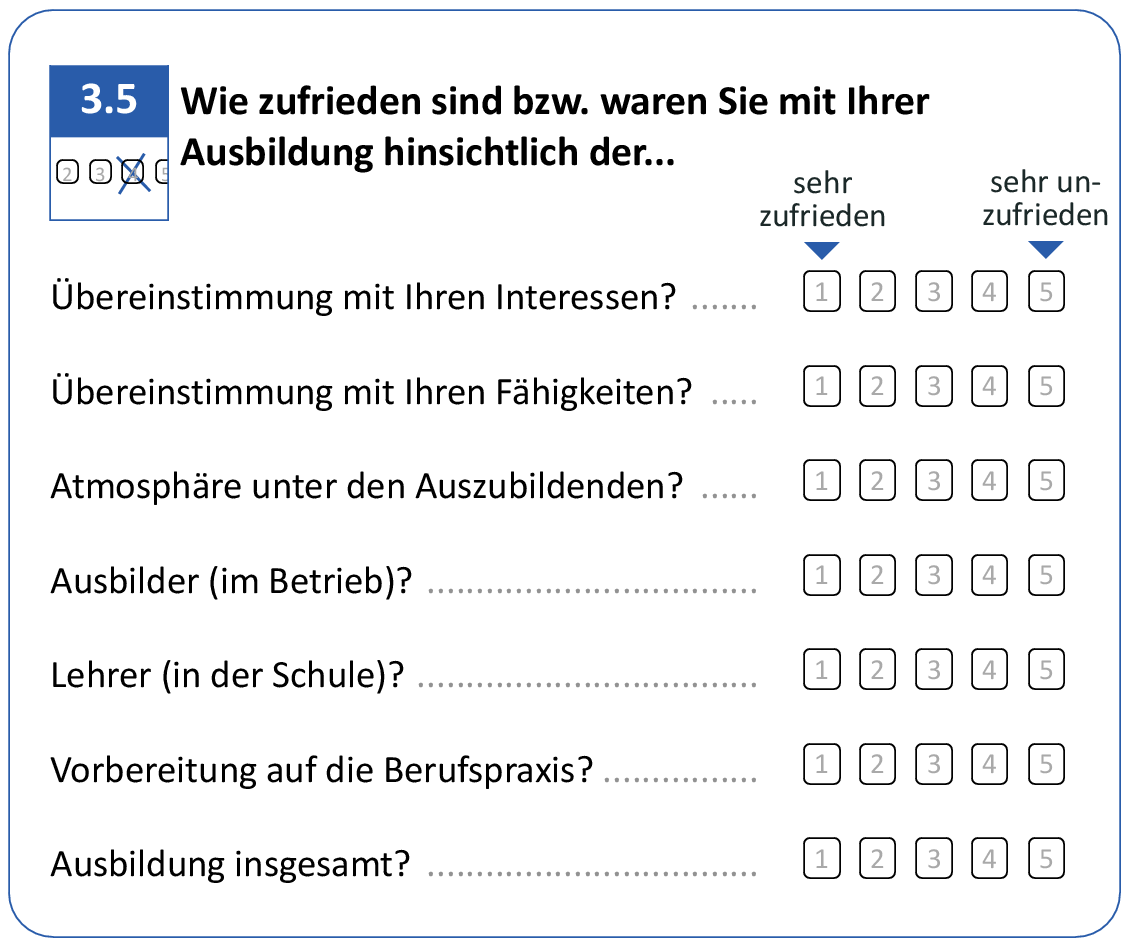 3.5
Wie zufrieden sind bzw. waren Sie mit Ihrer
Ausbildung hinsichtlich der...
2 3 4 5
sehr
zufrieden
sehr un-
zufrieden
Übereinstimmung mit Ihren Interessen? ....... 1 2 3 4 5
Übereinstimmung mit Ihren Fähigkeiten? ..... 1 2 3 4 5
Atmosphäre unter den Auszubildenden? ...... 1 2 3 4 5
Ausbilder (im Betrieb)? .................................. 1 2 3 4 5
Lehrer (in der Schule)? ................................... 1 2 3 4 5
Vorbereitung auf die Berufspraxis? ................ 1 2 3 4 5
Ausbildung insgesamt? .................................. 1 2 3 4 5